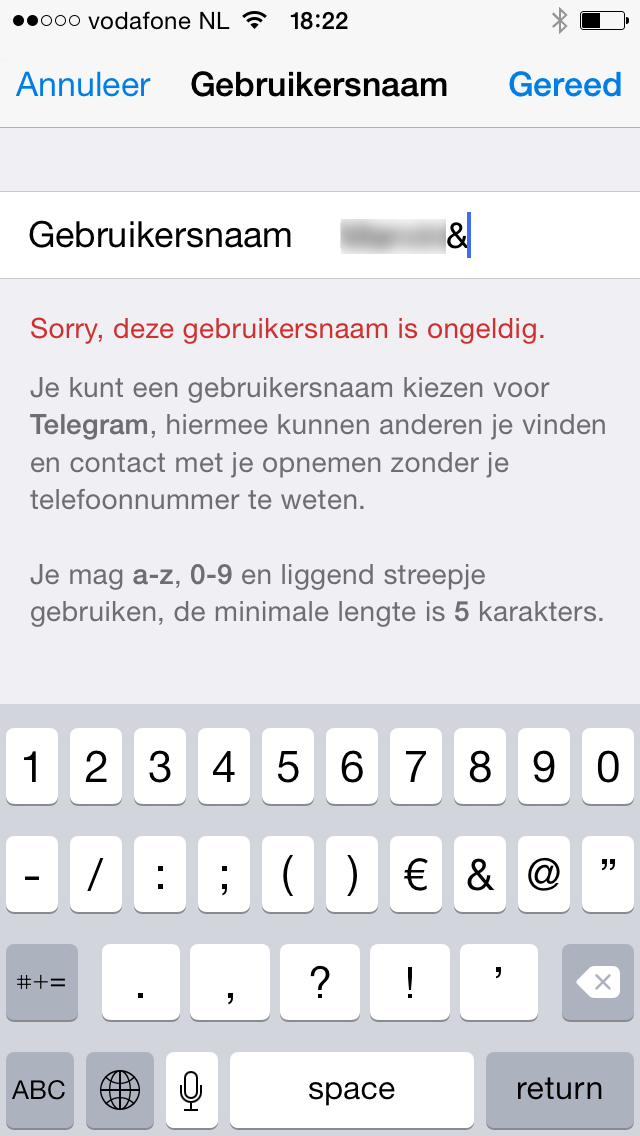 vodafone NL 18:22
Annuleer Gebruikersnaam Gereed
Gebruikersnaam &
Sorry, deze gebruikersnaam is ongeldig.
Je kunt een gebruikersnaam kiezen voor
Telegram, hiermee kunnen anderen je vinden
en contact met je opnemen zonder je
telefoonnummer te weten.
Je mag a-z, 0-9 en liggend streepje
gebruiken, de minimale lengte is 5 karakters.
1 2 3 4 5 6 7 8 9 0
- / : ; ( ) € & @ ”
#+= . , ? ! ’
ABC space return